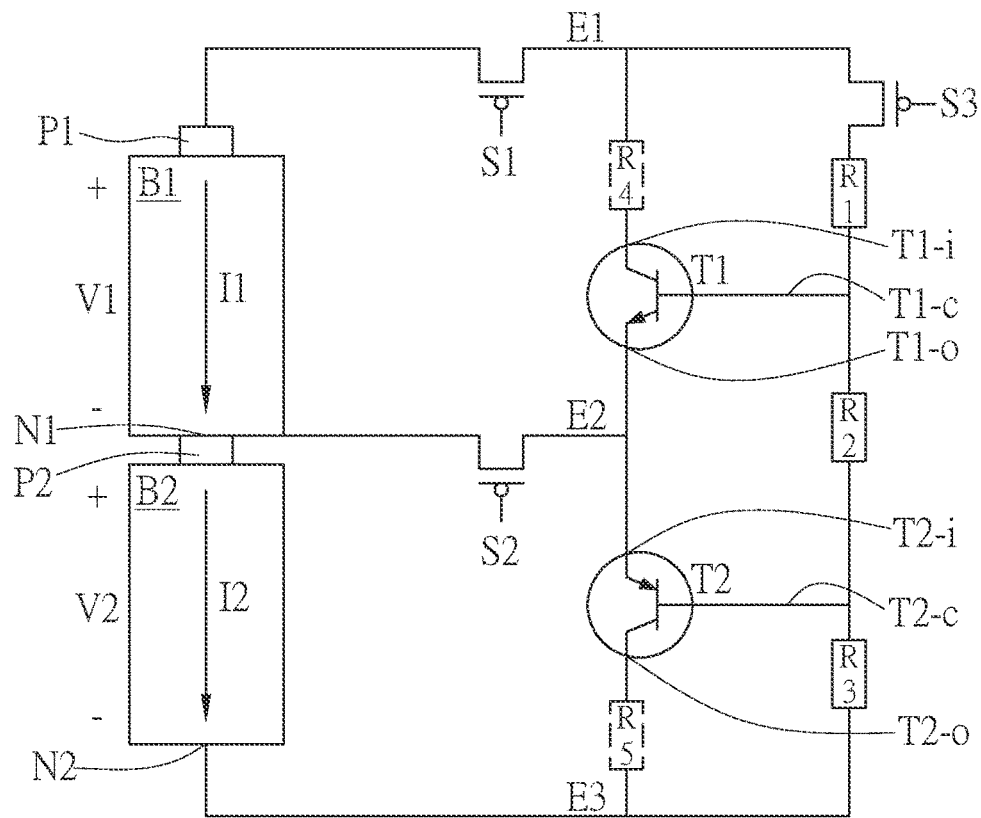 E1
P1
S1
S3
+
B1
R
4
R
1
T1-i
T1
V1
I1
T1-c
T1-o
-
N1
E2
R
2
P2
+
B2
S2
T2-i
T2
V2
I2
T2-c
R
3
-
R
5
T2-o
N2
E3